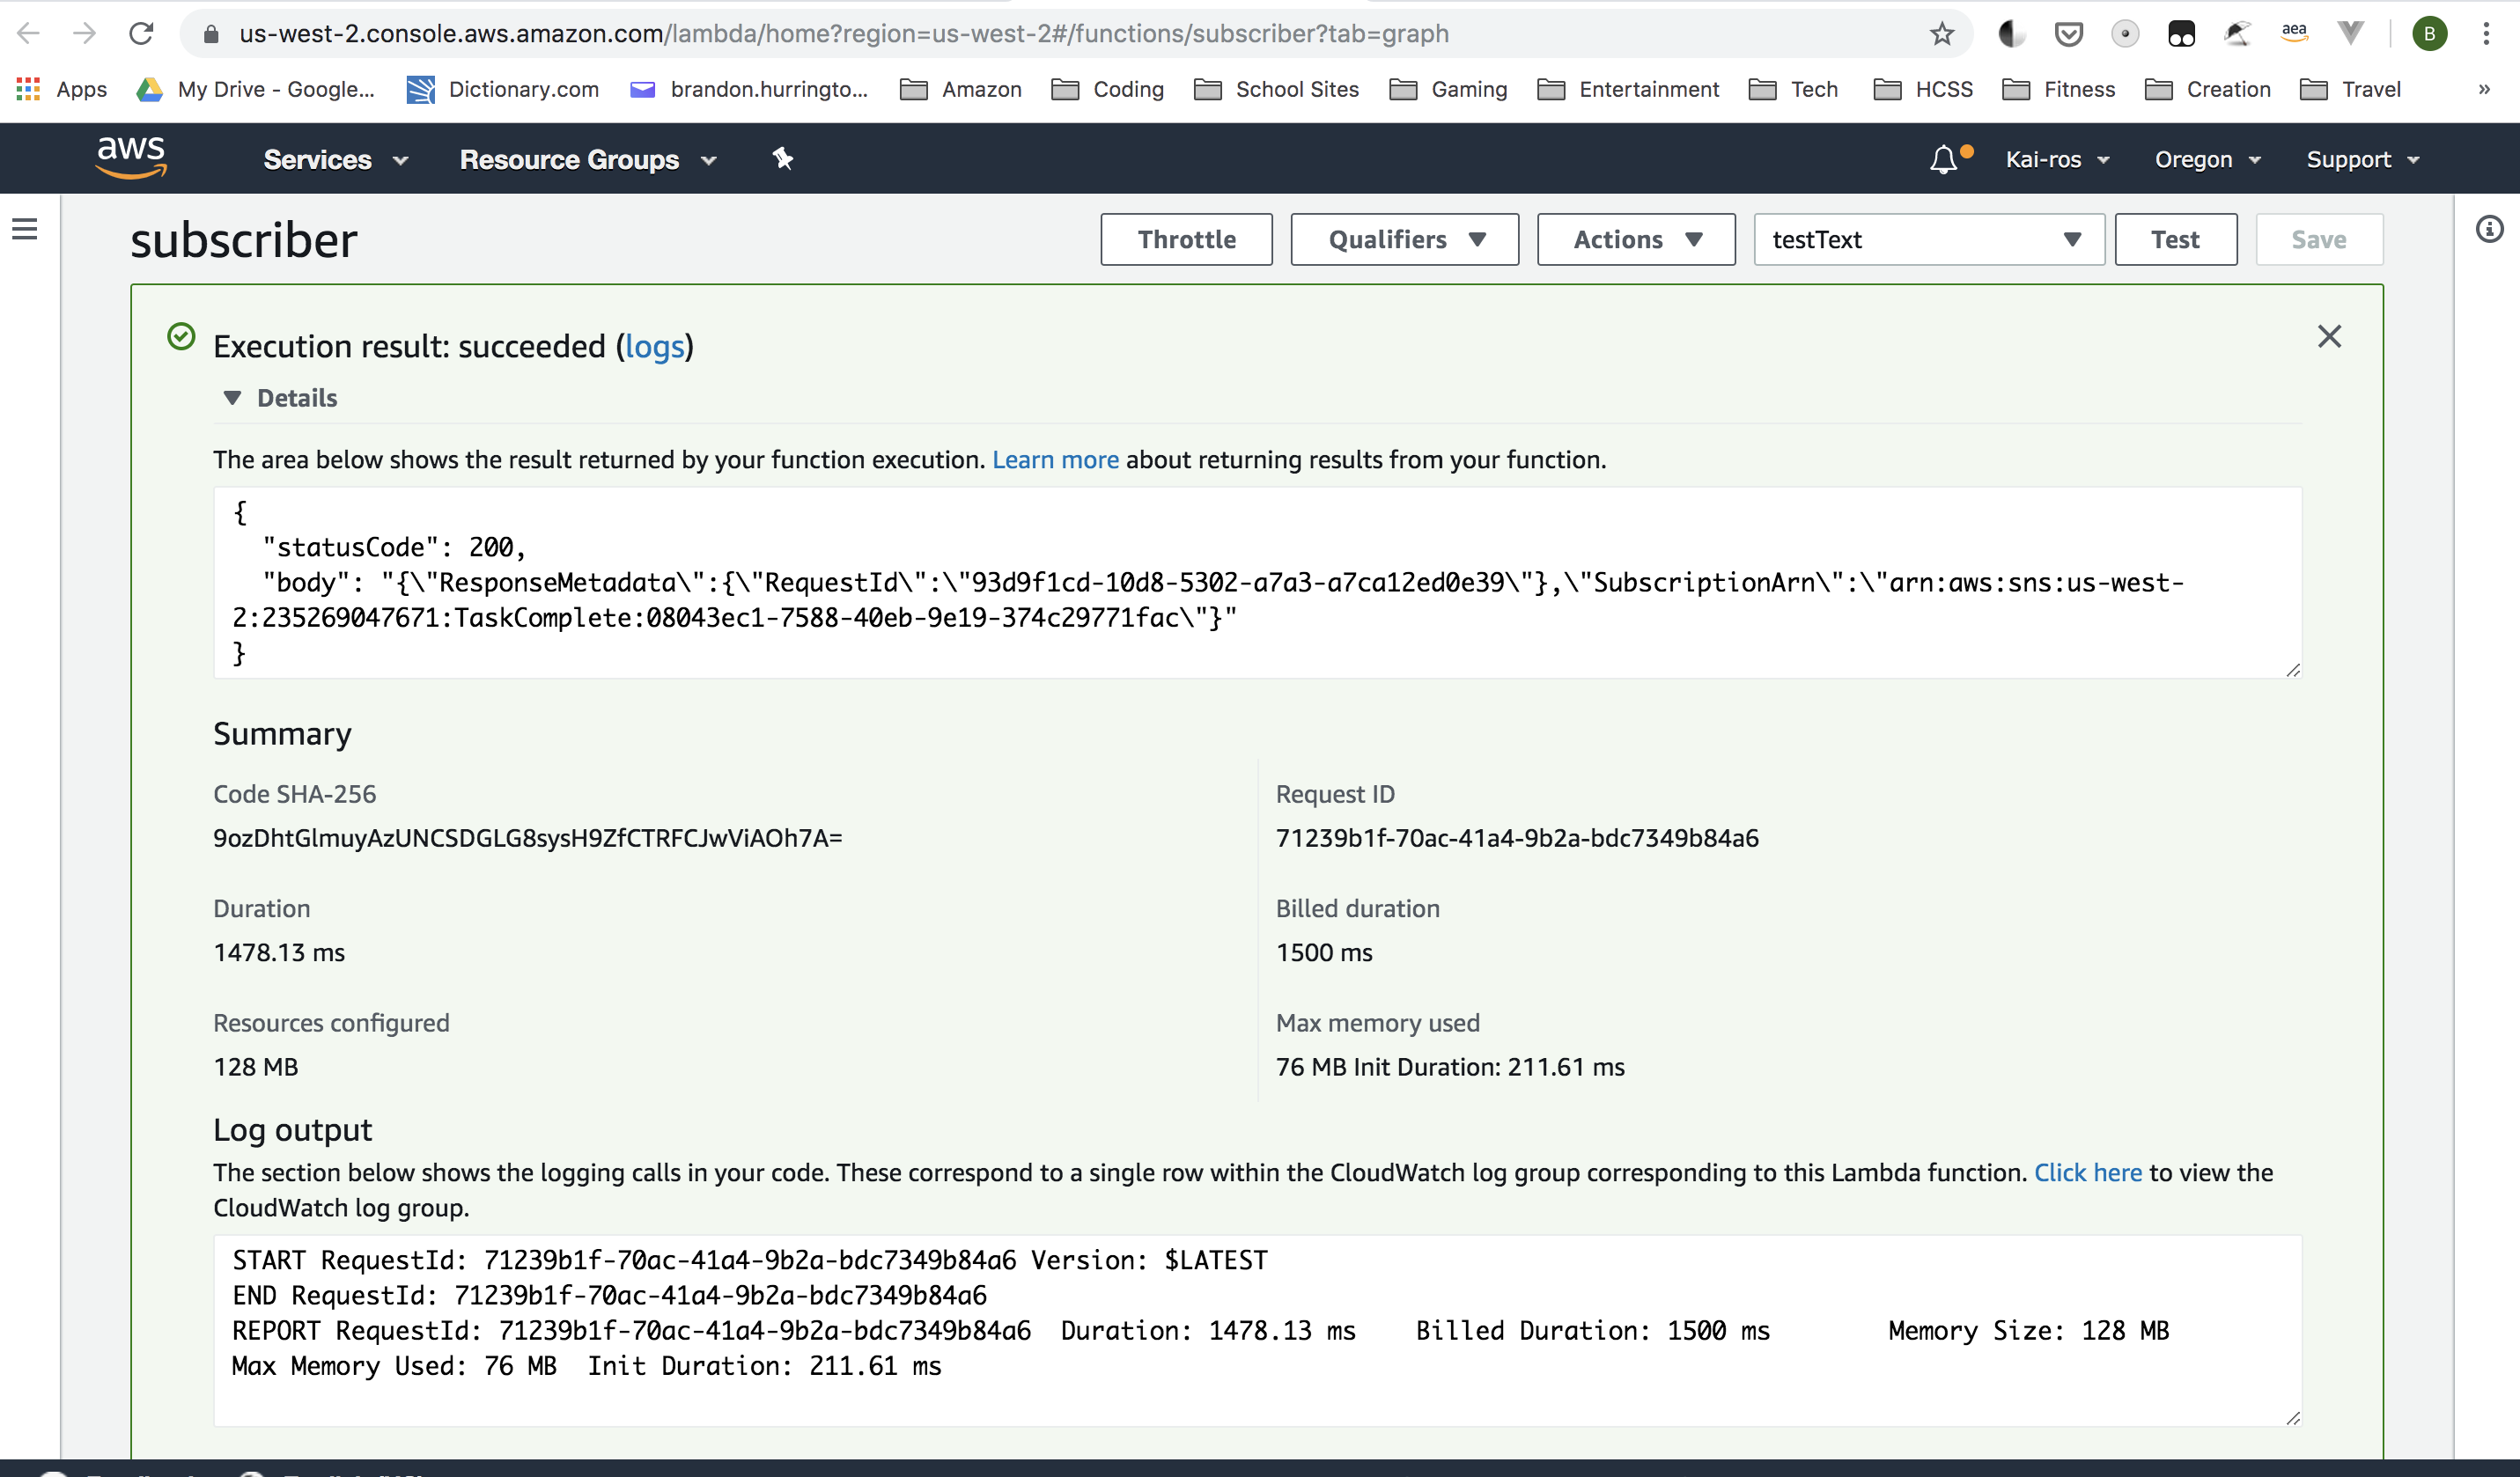 us-west-2.console.aws.amazon.com/lambda/home?region=us-west-2#/functions/subscriber?tab=graph
aea
B
Apps My Drive - Google... Dictionary.com brandon.hurringto... Amazon Coding School Sites Gaming Entertainment Tech HCSS Fitness Creation Travel »
aws Services Resource Groups Kai-ros Oregon Support
subscriber Throttle Qualifiers Actions testText Test Save
Execution result: succeeded (logs)
Details
The area below shows the result returned by your function execution. Learn more about returning results from your function.
{
"statusCode": 200,
"body": "{\"ResponseMetadata\":{\"RequestId\":\"93d9f1cd-10d8-5302-a7a3-a7ca12ed0e39\"},\"SubscriptionArn\":\"arn:aws:sns:us-west-
2:235269047671:TaskComplete:08043ec1-7588-40eb-9e19-374c29771fac\"}"
}
Summary
Code SHA-256
9ozDhtGlmuyAzUNCSDGLG8sysH9ZfCTRFCJwViAOh7A=
Request ID
71239b1f-70ac-41a4-9b2a-bdc7349b84a6
Duration
1478.13 ms
Billed duration
1500 ms
Resources configured
128 MB
Max memory used
76 MB Init Duration: 211.61 ms
Log output
The section below shows the logging calls in your code. These correspond to a single row within the CloudWatch log group corresponding to this Lambda function. Click here to view the
CloudWatch log group.
START RequestId: 71239b1f-70ac-41a4-9b2a-bdc7349b84a6 Version: $LATEST
END RequestId: 71239b1f-70ac-41a4-9b2a-bdc7349b84a6
REPORT RequestId: 71239b1f-70ac-41a4-9b2a-bdc7349b84a6 Duration: 1478.13 ms Billed Duration: 1500 ms Memory Size: 128 MB
Max Memory Used: 76 MB Init Duration: 211.61 ms